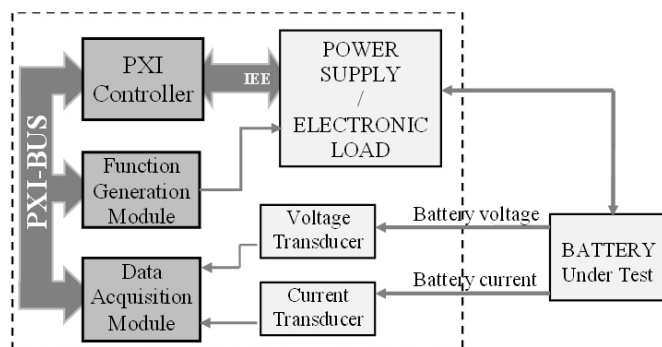 PXI
Controller
IEE
POWER
SUPPLY
/
ELECTRONIC
LOAD
PXI-BUS
Function
Generation
Module
Voltage
Transducer
Battery voltage
BATTERY
Under Test
Data
Acquisition
Module
Battery current
Current
Transducer